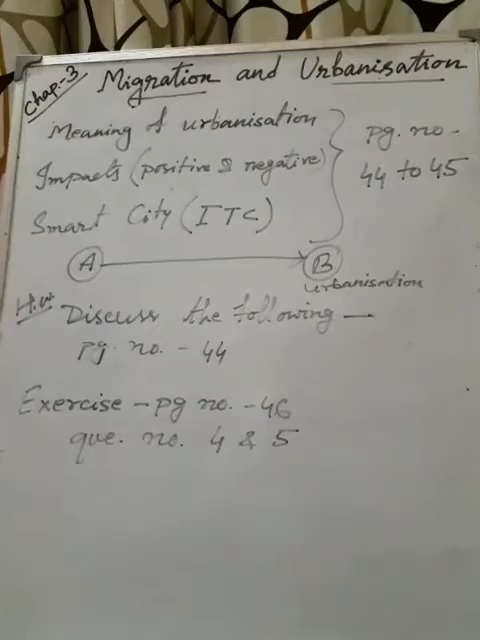 Chap:-3 Migration and Urbanisation
Meaning of urbanisation
Impacts (positive & negative)
Smart City (ITC)
pg. no -
44 to 45
A B
urbanisation
H.W. Discuss the following —
pg. no. - 44
Exercise - pg no. - 46
que. no. 4 & 5